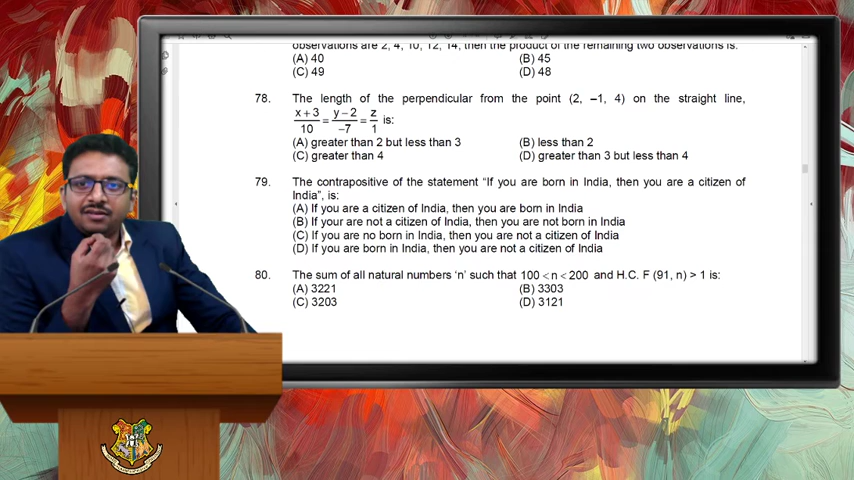 observations are 2, 4, 10, 12, 14, then the product of the remaining two observations is:
(A) 40 (B) 45
(C) 49 (D) 48
78. The length of the perpendicular from the point (2, –1, 4) on the straight line,
x+3/10 = y−2/−7 = z/1 is:
(A) greater than 2 but less than 3 (B) less than 2
(C) greater than 4 (D) greater than 3 but less than 4
79. The contrapositive of the statement “If you are born in India, then you are a citizen of
India”, is:
(A) If you are a citizen of India, then you are born in India
(B) If your are not a citizen of India, then you are not born in India
(C) If you are no born in India, then you are not a citizen of India
(D) If you are born in India, then you are not a citizen of India
80. The sum of all natural numbers ‘n’ such that 100 < n < 200 and H.C. F (91, n) > 1 is:
(A) 3221 (B) 3303
(C) 3203 (D) 3121